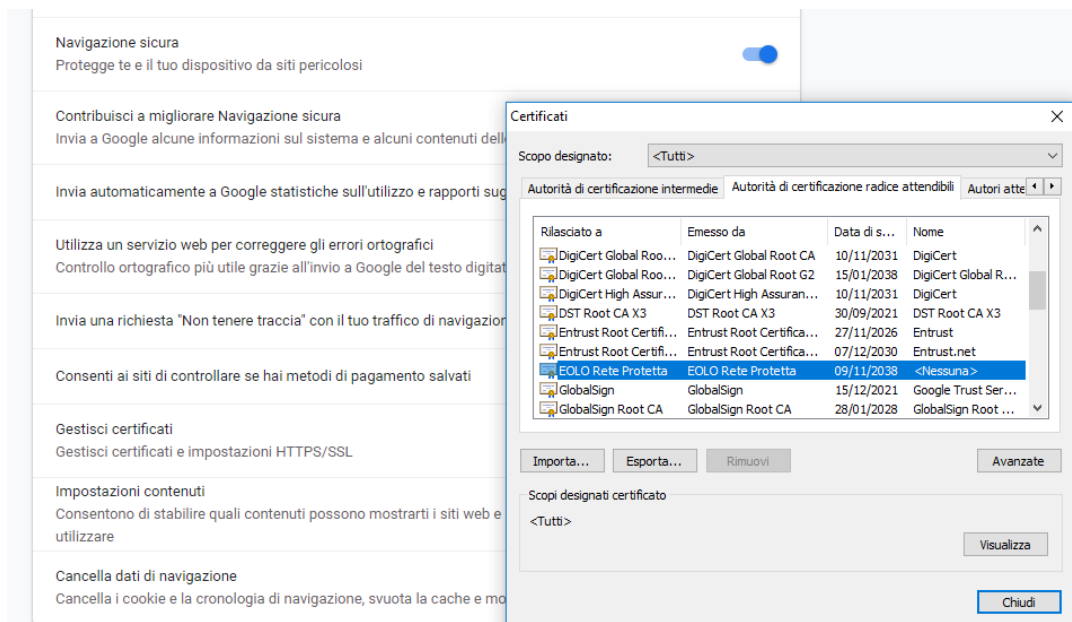 Navigazione sicura
Protegge te e il tuo dispositivo da siti pericolosi
Contribuisci a migliorare Navigazione sicura
Invia a Google alcune informazioni sul sistema e alcuni contenuti delle
Invia automaticamente a Google statistiche sull'utilizzo e rapporti sug
Utilizza un servizio web per correggere gli errori ortografici
Controllo ortografico più utile grazie all'invio a Google del testo digitat
Invia una richiesta "Non tenere traccia" con il tuo traffico di navigazion
Consenti ai siti di controllare se hai metodi di pagamento salvati
Gestisci certificati
Gestisci certificati e impostazioni HTTPS/SSL
Impostazioni contenuti
Consentono di stabilire quali contenuti possono mostrarti i siti web e
utilizzare
Cancella dati di navigazione
Cancella i cookie e la cronologia di navigazione, svuota la cache e mo
Certificati
Scopo designato: <Tutti>
Autorità di certificazione intermedie Autorità di certificazione radice attendibili Autori atte
Rilasciato a Emesso da Data di s... Nome
DigiCert Global Roo... DigiCert Global Root CA 10/11/2031 DigiCert
DigiCert Global Roo... DigiCert Global Root G2 15/01/2038 DigiCert Global R...
DigiCert High Assur... DigiCert High Assuran... 10/11/2031 DigiCert
DST Root CA X3 DST Root CA X3 30/09/2021 DST Root CA X3
Entrust Root Certifi... Entrust Root Certifica... 27/11/2026 Entrust
Entrust Root Certifi... Entrust Root Certifica... 07/12/2030 Entrust.net
EOLO Rete Protetta EOLO Rete Protetta 09/11/2038 <Nessuna>
GlobalSign GlobalSign 15/12/2021 Google Trust Ser...
GlobalSign Root CA GlobalSign Root CA 28/01/2028 GlobalSign Root ...
Importa... Esporta... Rimuovi Avanzate
Scopi designati certificato
<Tutti>
Visualizza
Chiudi